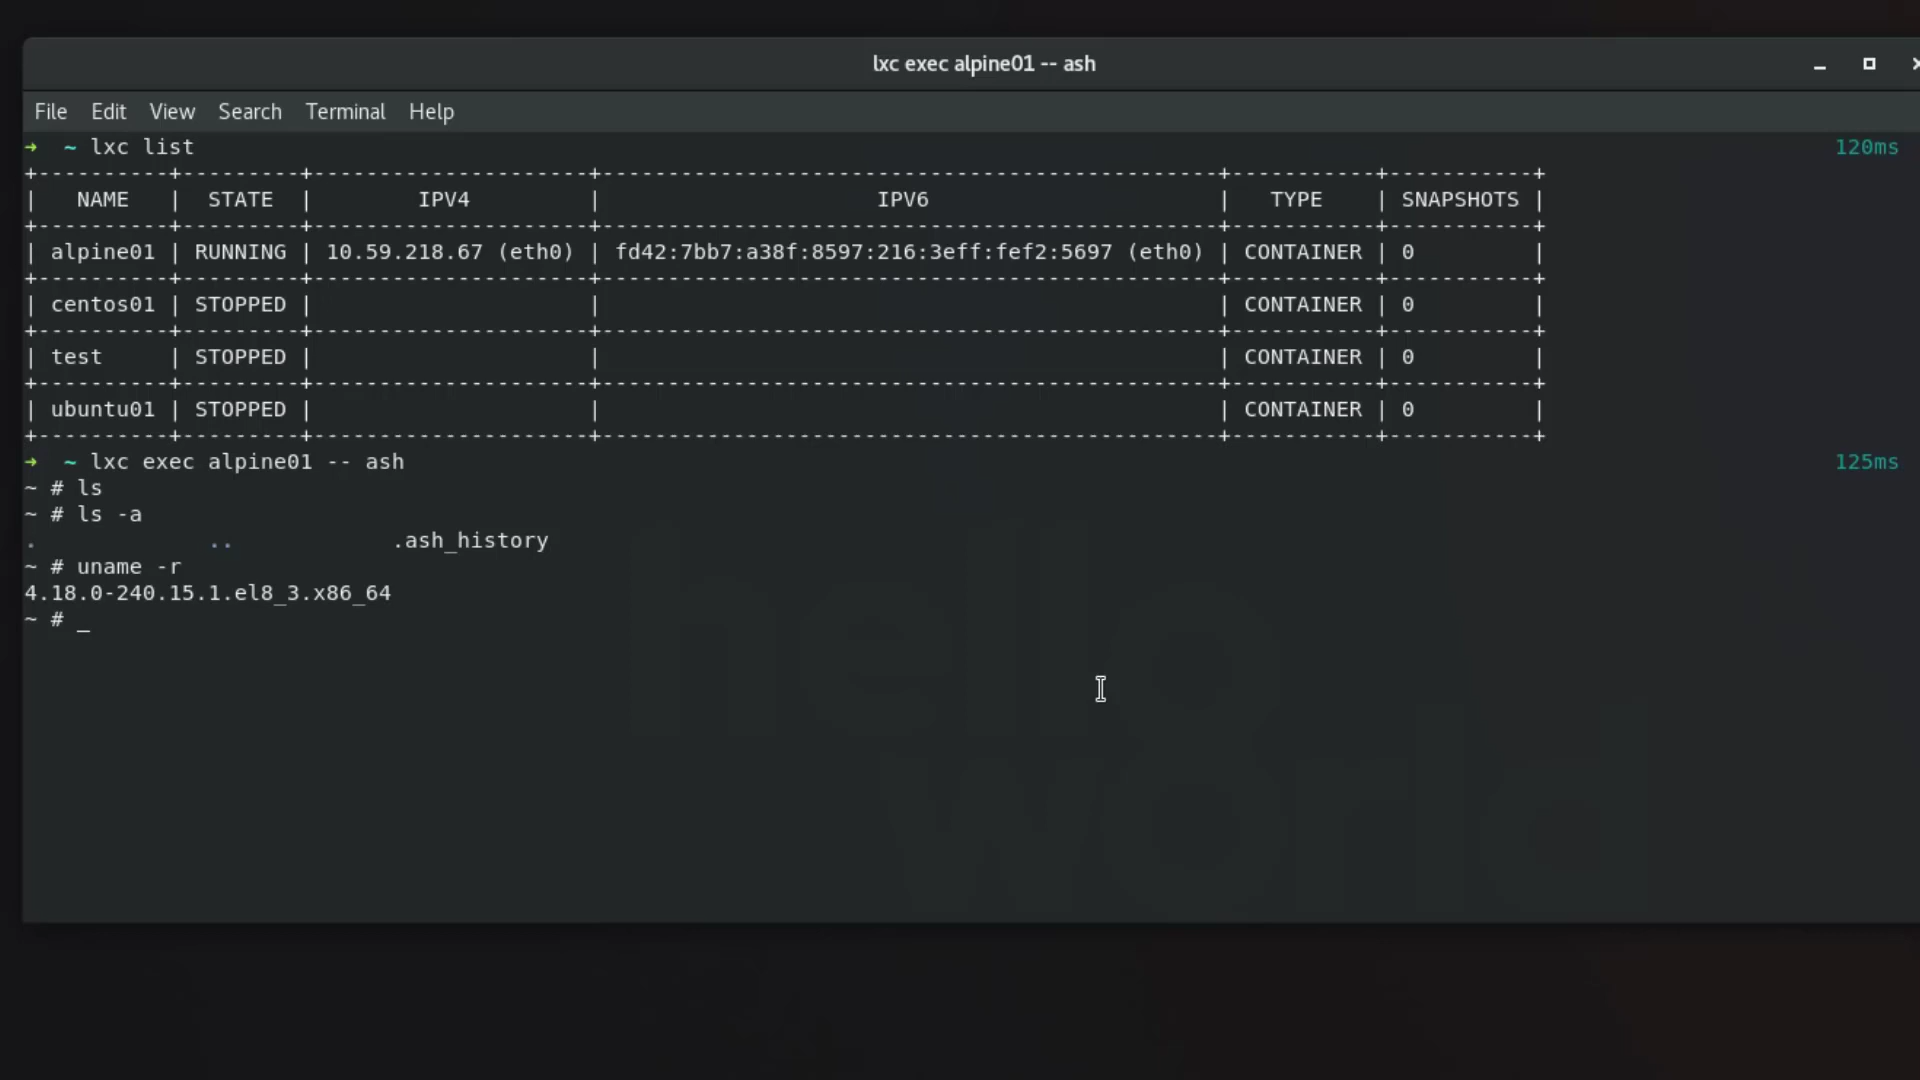 lxc exec alpine01 -- ash
File Edit View Search Terminal Help
→ ~ lxc list 120ms
+----------+---------+---------------------+------------------------------------------------+-----------+-----------+
| NAME | STATE | IPV4 | IPV6 | TYPE | SNAPSHOTS |
+----------+---------+---------------------+------------------------------------------------+-----------+-----------+
| alpine01 | RUNNING | 10.59.218.67 (eth0) | fd42:7bb7:a38f:8597:216:3eff:fef2:5697 (eth0) | CONTAINER | 0 |
+----------+---------+---------------------+------------------------------------------------+-----------+-----------+
| centos01 | STOPPED | | | CONTAINER | 0 |
+----------+---------+---------------------+------------------------------------------------+-----------+-----------+
| test | STOPPED | | | CONTAINER | 0 |
+----------+---------+---------------------+------------------------------------------------+-----------+-----------+
| ubuntu01 | STOPPED | | | CONTAINER | 0 |
+----------+---------+---------------------+------------------------------------------------+-----------+-----------+
→ ~ lxc exec alpine01 -- ash 125ms
~ # ls
~ # ls -a
. .. .ash_history
~ # uname -r
4.18.0-240.15.1.el8_3.x86_64
~ # _
hello
world